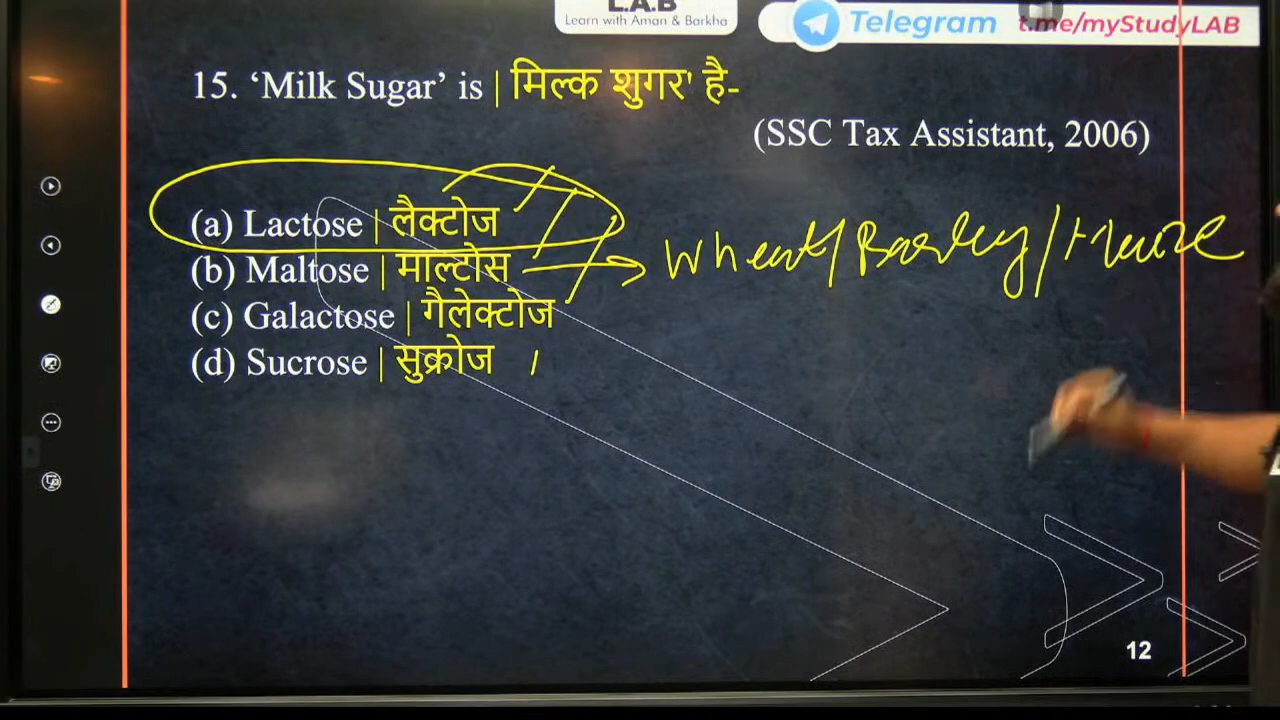 L.A.B
Learn with Aman & Barkha
Telegram t.me/myStudyLAB
15. ‘Milk Sugar’ is | मिल्क शुगर' है-
(SSC Tax Assistant, 2006)
(a) Lactose | लैक्टोज
(b) Maltose | माल्टोस
Wheat/Barley/
(c) Galactose | गैलेक्टोज
(d) Sucrose | सुक्रोज
12